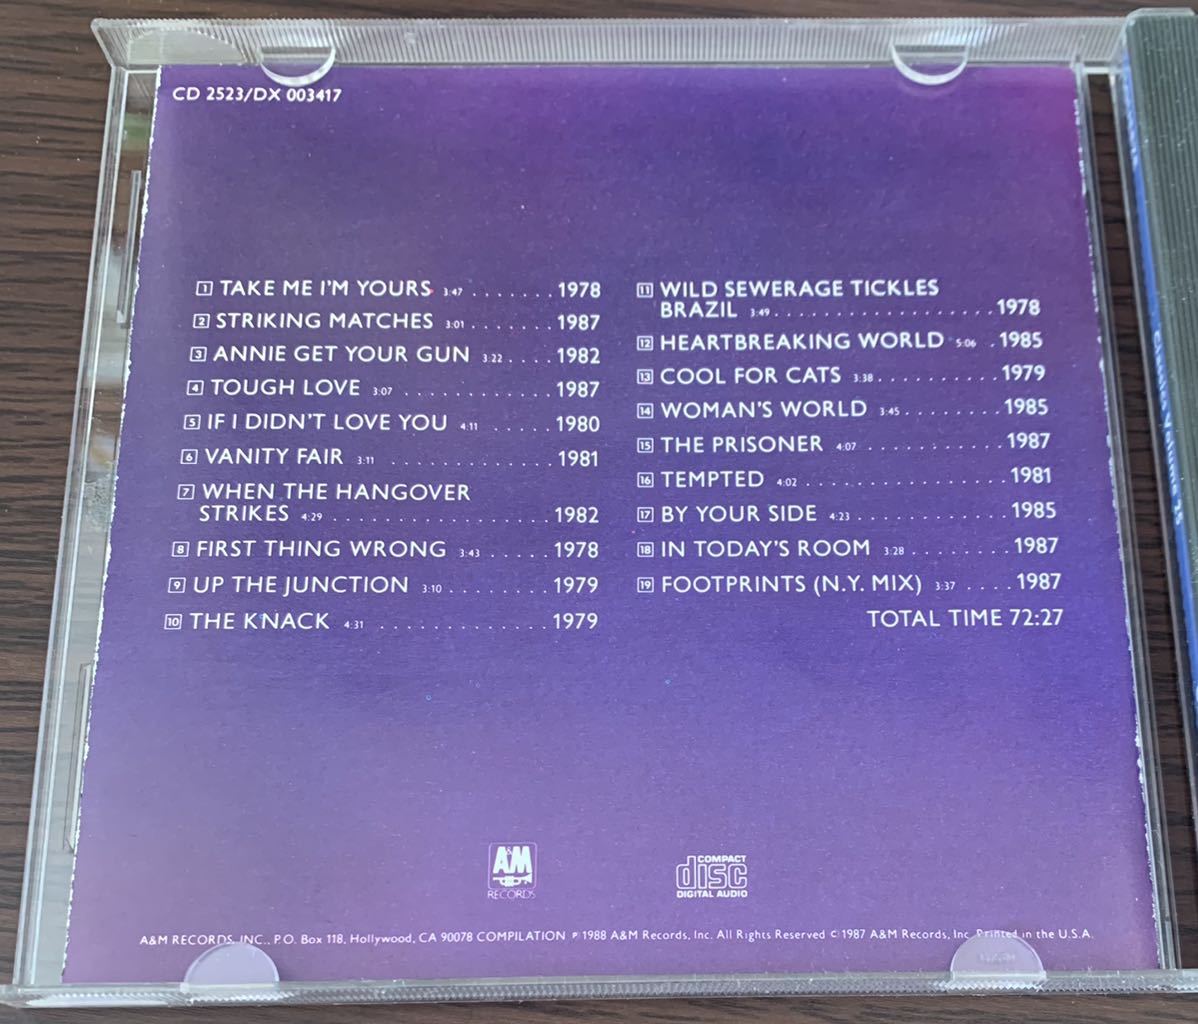 CD 2523/DX 003417
1 TAKE ME I'M YOURS 3:47 . . . . . . . 1978
2 STRIKING MATCHES 3:01 . . . . . . . 1987
3 ANNIE GET YOUR GUN 3:22 . . . . 1982
4 TOUGH LOVE 3:07 . . . . . . . . . . . . 1987
5 IF I DIDN'T LOVE YOU 4:11 . . . . . . 1980
6 VANITY FAIR 3:11 . . . . . . . . . . . . . 1981
7 WHEN THE HANGOVER
STRIKES 4:29 . . . . . . . . . . . . . . . . . 1982
8 FIRST THING WRONG 3:43 . . . . . 1978
9 UP THE JUNCTION 3:10 . . . . . . . . 1979
10 THE KNACK 4:31 . . . . . . . . . . . . . 1979
11 WILD SEWERAGE TICKLES
BRAZIL 3:49 . . . . . . . . . . . . . . . . . . . 1978
12 HEARTBREAKING WORLD 5:06 . 1985
13 COOL FOR CATS 3:38 . . . . . . . . . . 1979
14 WOMAN'S WORLD 3:45 . . . . . . . . 1985
15 THE PRISONER 4:07 . . . . . . . . . . . . 1987
16 TEMPTED 4:02 . . . . . . . . . . . . . . . . . 1981
17 BY YOUR SIDE 4:23 . . . . . . . . . . . . . 1985
18 IN TODAY'S ROOM 3:28 . . . . . . . . . 1987
19 FOOTPRINTS (N.Y. MIX) 3:37 . . . . 1987
TOTAL TIME 72:27
A&M
RECORDS
COMPACT
disc
DIGITAL AUDIO
A&M RECORDS, INC., P.O. Box 118, Hollywood, CA 90078 COMPILATION ℗ 1988 A&M Records, Inc. All Rights Reserved © 1987 A&M Records, Inc. Printed in the U.S.A.